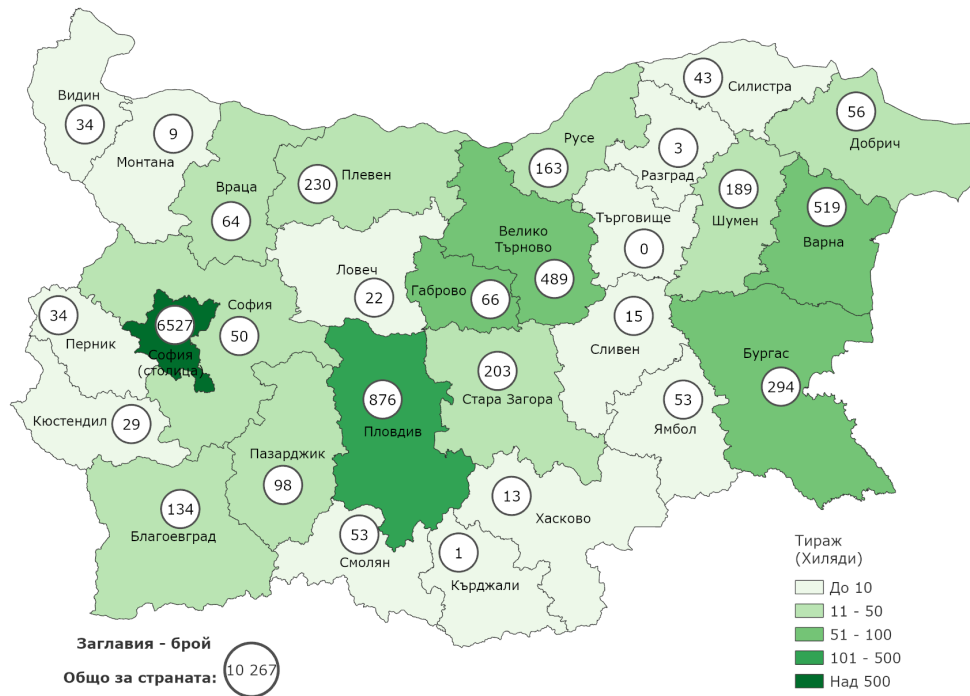 Видин
34
9
Монтана
Враца
64
230
Плевен
Русе
163
43
Силистра
3
Разград
56
Добрич
189
Шумен
519
Варна
Търговище
0
Велико
Търново
489
Габрово
66
Ловеч
22
София
50
6527
София
(столица)
34
Перник
Кюстендил
29
15
Сливен
Бургас
294
203
Стара Загора
53
Ямбол
876
Пловдив
Пазарджик
98
134
Благоевград
53
Смолян
1
Кърджали
13
Хасково
Тираж
(Хиляди)
До 10
11 - 50
51 - 100
101 - 500
Над 500
Заглавия - брой
Общо за страната:
10 267